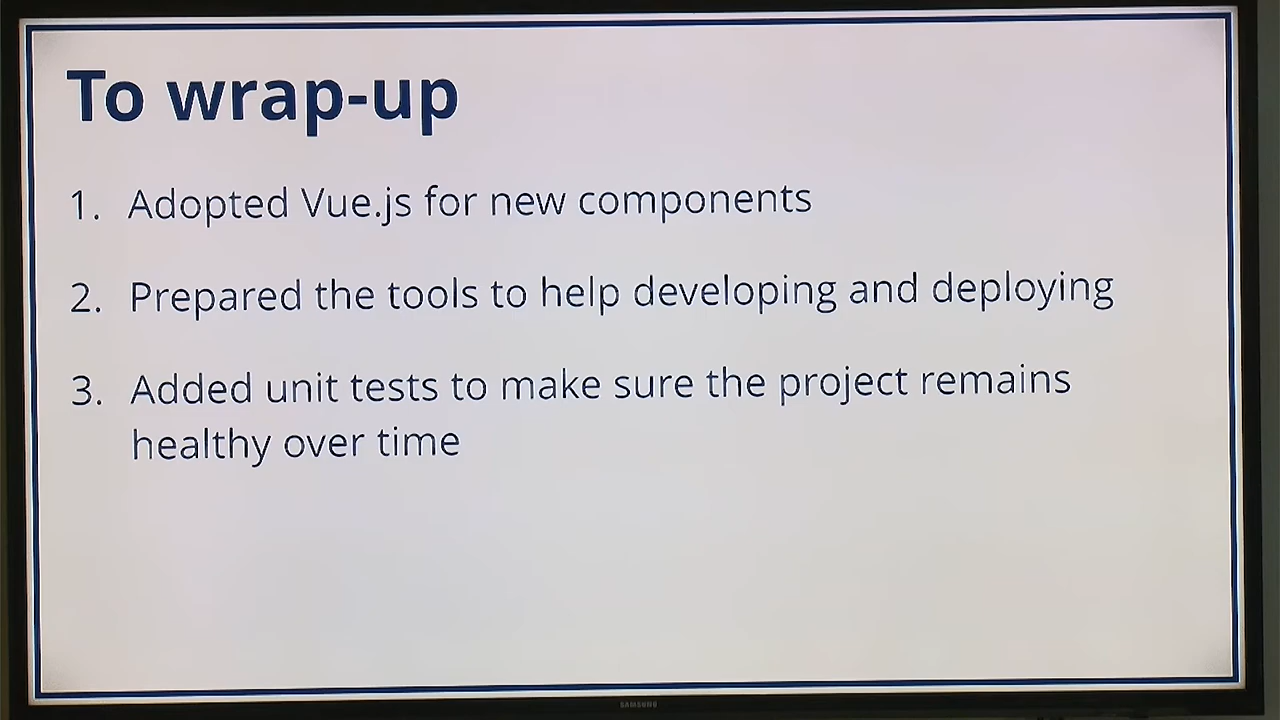 To wrap-up
1. Adopted Vue.js for new components
2. Prepared the tools to help developing and deploying
3. Added unit tests to make sure the project remains
healthy over time
SAMSUNG